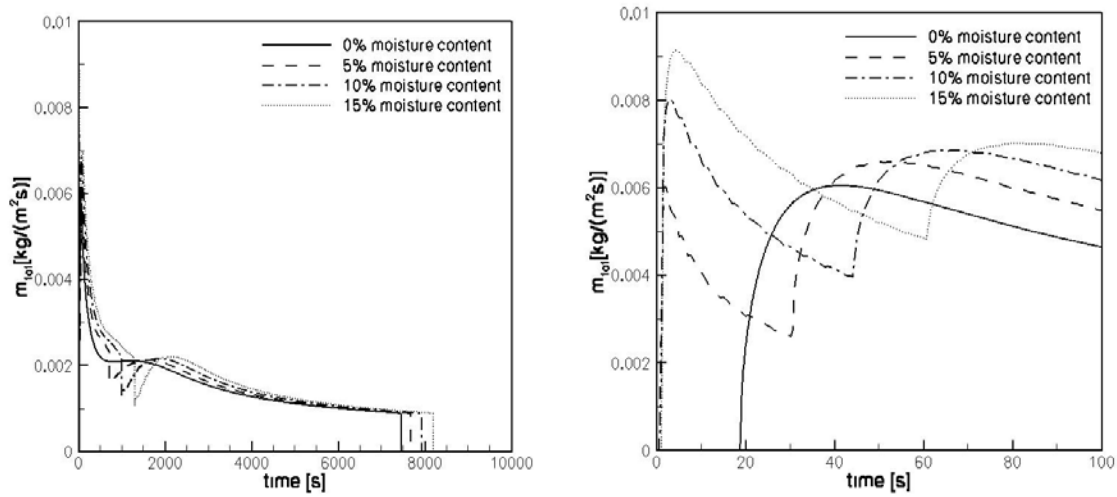 0.01
0% moisture content
5% moisture content
10% moisture content
15% moisture content
0.008
0.006
0.004
0.002
0
0 2000 4000 6000 8000 10000
time [s]
m_tot[kg/(m²s)]
0.01
0% moisture content
5% moisture content
10% moisture content
15% moisture content
0.008
0.006
0.004
0.002
0
0 20 40 60 80 100
time [s]
m_tot[kg/(m²s)]